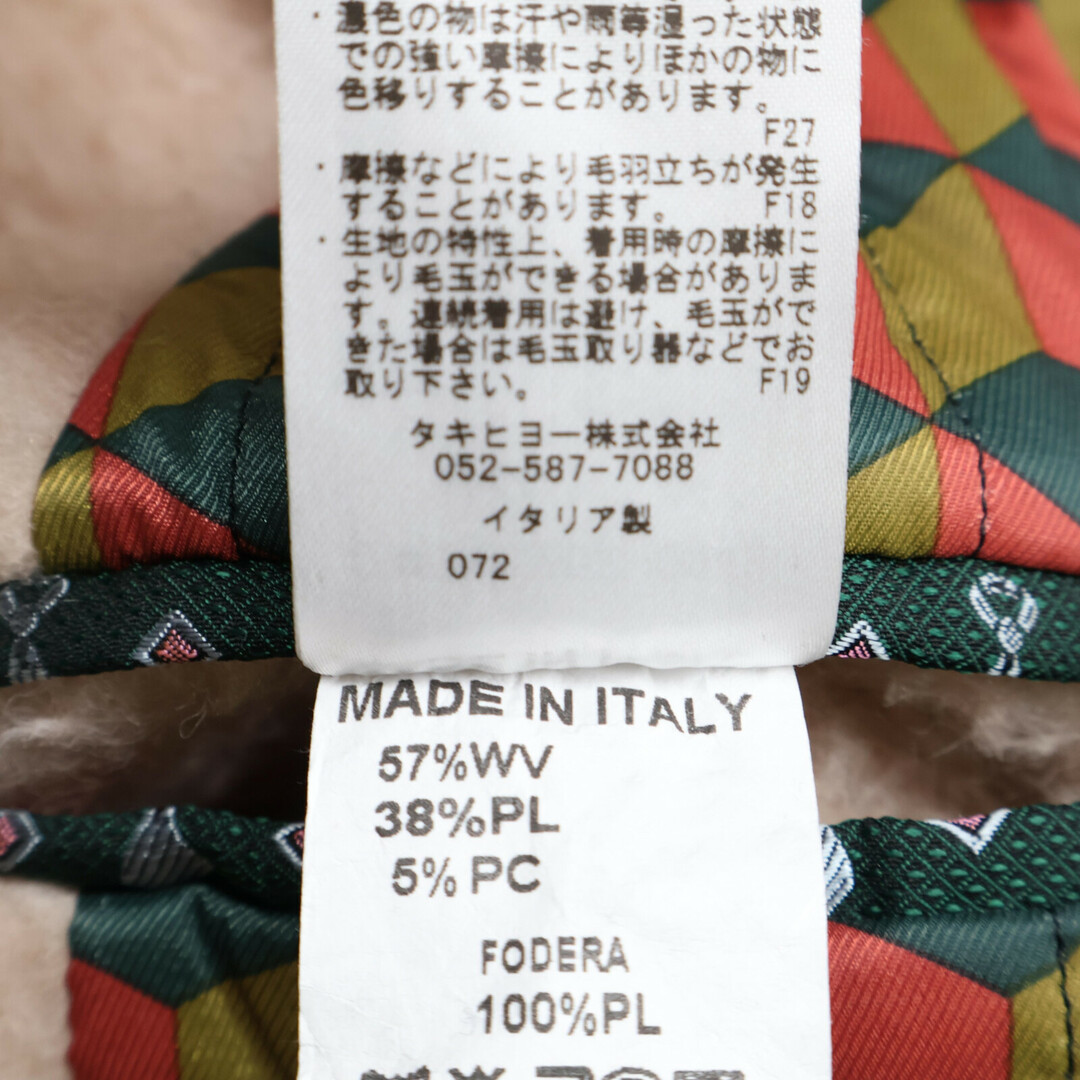 ・濃色の物は汗や雨等湿った状態
での強い摩擦によりほかの物に
色移りすることがあります。
F27
・摩擦などにより毛羽立ちが発生
することがあります。 F18
・生地の特性上、着用時の摩擦に
より毛玉ができる場合がありま
す。連続着用は避け、毛玉がで
きた場合は毛玉取り器などでお
取り下さい。 F19
タキヒヨー株式会社
052-587-7088
イタリア製
072
MADE IN ITALY
57%WV
38%PL
5%PC
FODERA
100%PL